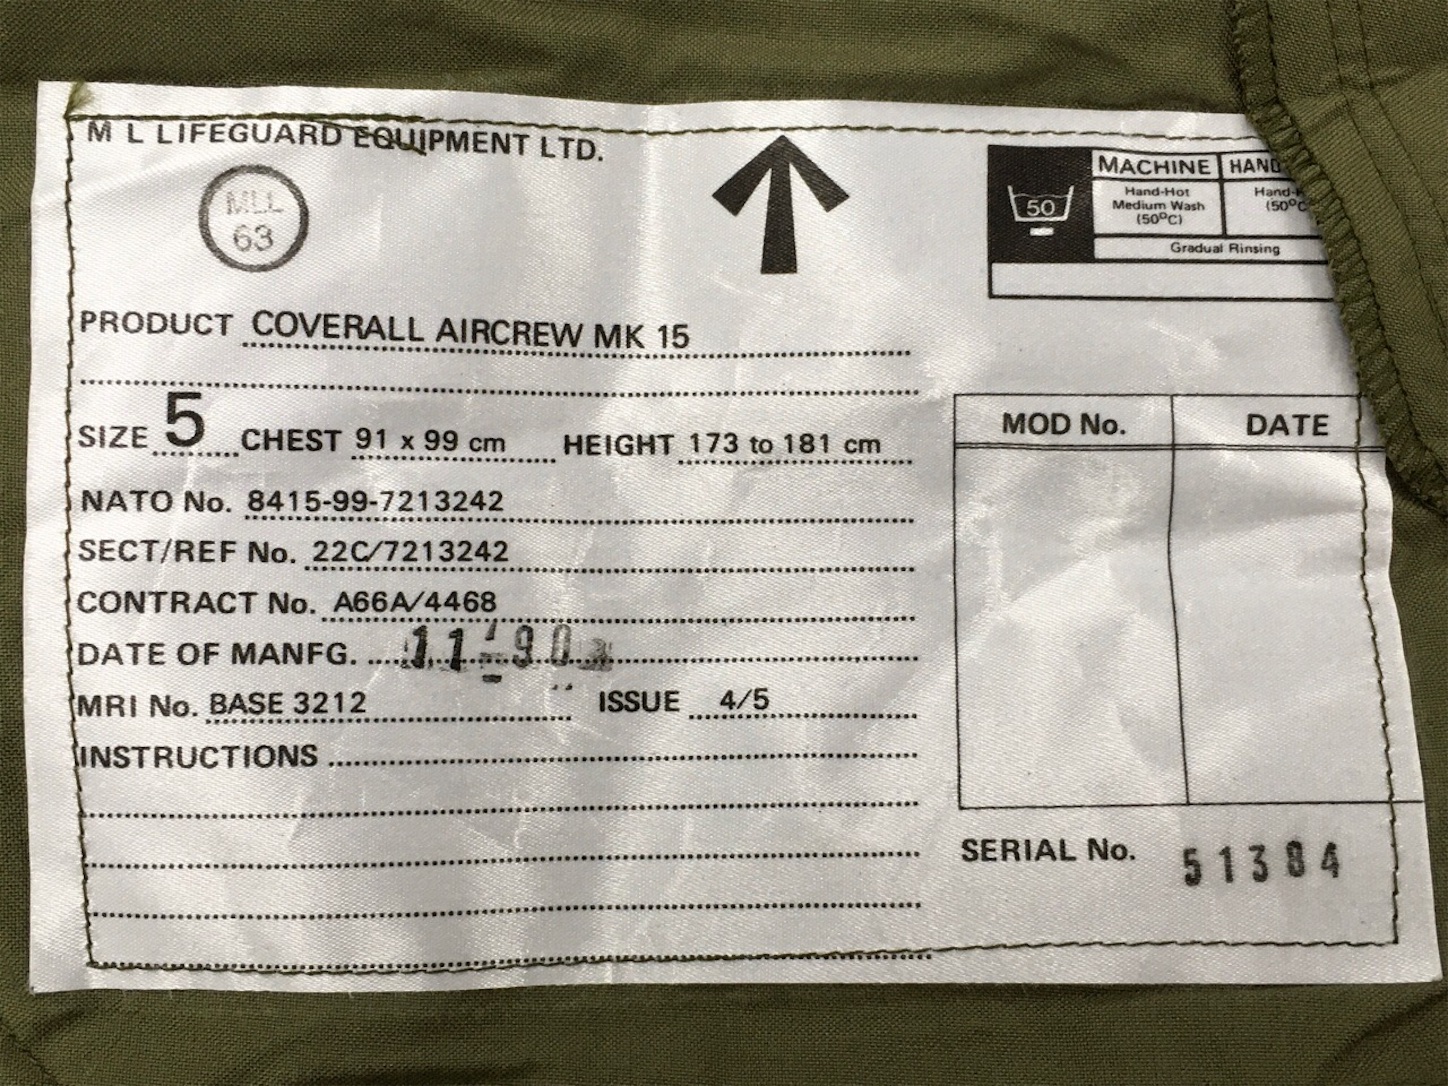 M L LIFEGUARD EQUIPMENT LTD.
MLL
63
50
MACHINE HAND
Hand-Hot
Medium Wash
(50°C)
Hand-
(50°C
Gradual Rinsing
PRODUCT COVERALL AIRCREW MK 15
SIZE 5 CHEST 91 x 99 cm HEIGHT 173 to 181 cm
NATO No. 8415-99-7213242
SECT/REF No. 22C/7213242
CONTRACT No. A66A/4468
DATE OF MANFG. 11-90
MRI No. BASE 3212 ISSUE 4/5
INSTRUCTIONS
MOD No. DATE
SERIAL No. 51384